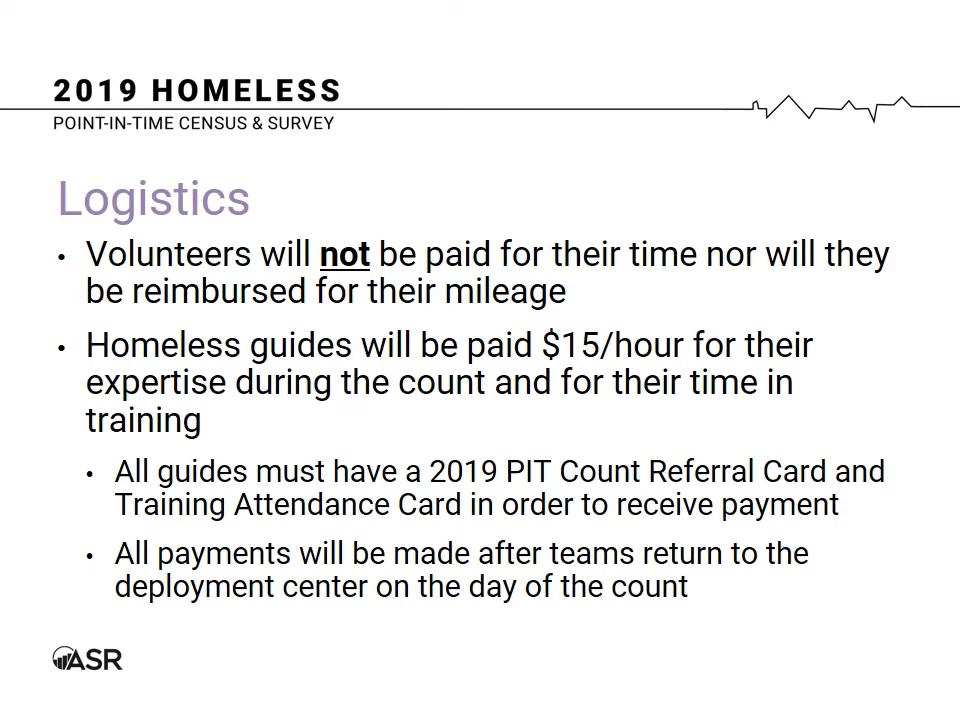 2019 HOMELESS
POINT-IN-TIME CENSUS & SURVEY
Logistics
• Volunteers will not be paid for their time nor will they
be reimbursed for their mileage
• Homeless guides will be paid $15/hour for their
expertise during the count and for their time in
training
• All guides must have a 2019 PIT Count Referral Card and
Training Attendance Card in order to receive payment
• All payments will be made after teams return to the
deployment center on the day of the count
ASR